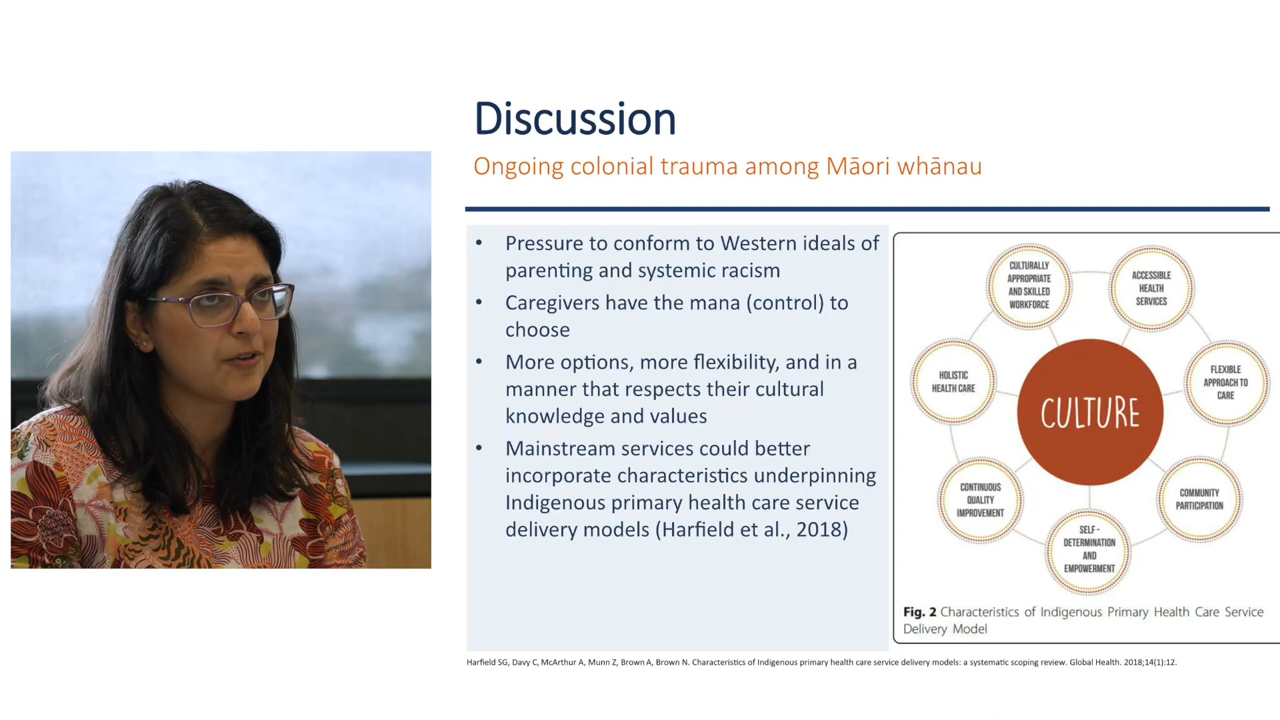 Discussion
Ongoing colonial trauma among Māori whānau
• Pressure to conform to Western ideals of
parenting and systemic racism
• Caregivers have the mana (control) to
choose
• More options, more flexibility, and in a
manner that respects their cultural
knowledge and values
• Mainstream services could better
incorporate characteristics underpinning
Indigenous primary health care service
delivery models (Harfield et al., 2018)
CULTURALLY
APPROPRIATE
AND SKILLED
WORKFORCE
ACCESSIBLE
HEALTH
SERVICES
FLEXIBLE
APPROACH TO
CARE
COMMUNITY
PARTICIPATION
SELF -
DETERMINATION
AND
EMPOWERMENT
CONTINUOUS
QUALITY
IMPROVEMENT
HOLISTIC
HEALTH CARE
CULTURE
Fig. 2 Characteristics of Indigenous Primary Health Care Service
Delivery Model
Harfield SG, Davy C, McArthur A, Munn Z, Brown A, Brown N. Characteristics of Indigenous primary health care service delivery models: a systematic scoping review. Global Health. 2018;14(1):12.